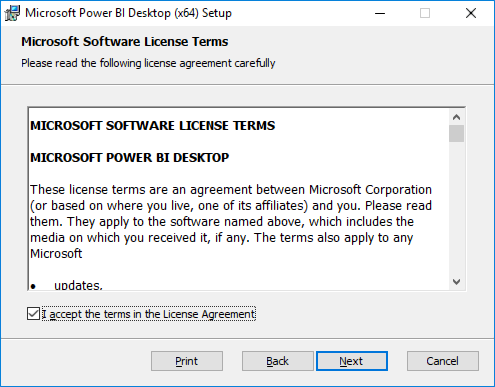 Microsoft Power BI Desktop (x64) Setup
Microsoft Software License Terms
Please read the following license agreement carefully
MICROSOFT SOFTWARE LICENSE TERMS
MICROSOFT POWER BI DESKTOP
These license terms are an agreement between Microsoft Corporation
(or based on where you live, one of its affiliates) and you. Please read
them. They apply to the software named above, which includes the
media on which you received it, if any. The terms also apply to any
Microsoft
• updates,
I accept the terms in the License Agreement
Print Back Next Cancel